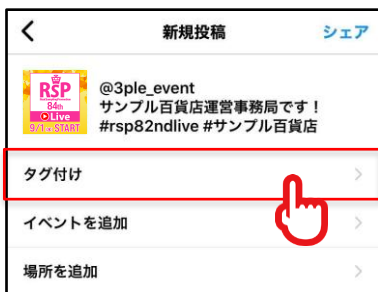 新規投稿
シェア
RSP
84th
Live
9/1 START
@3ple_event
サンプル百貨店運営事務局です！
#rsp82ndlive #サンプル百貨店
タグ付け
イベントを追加
場所を追加